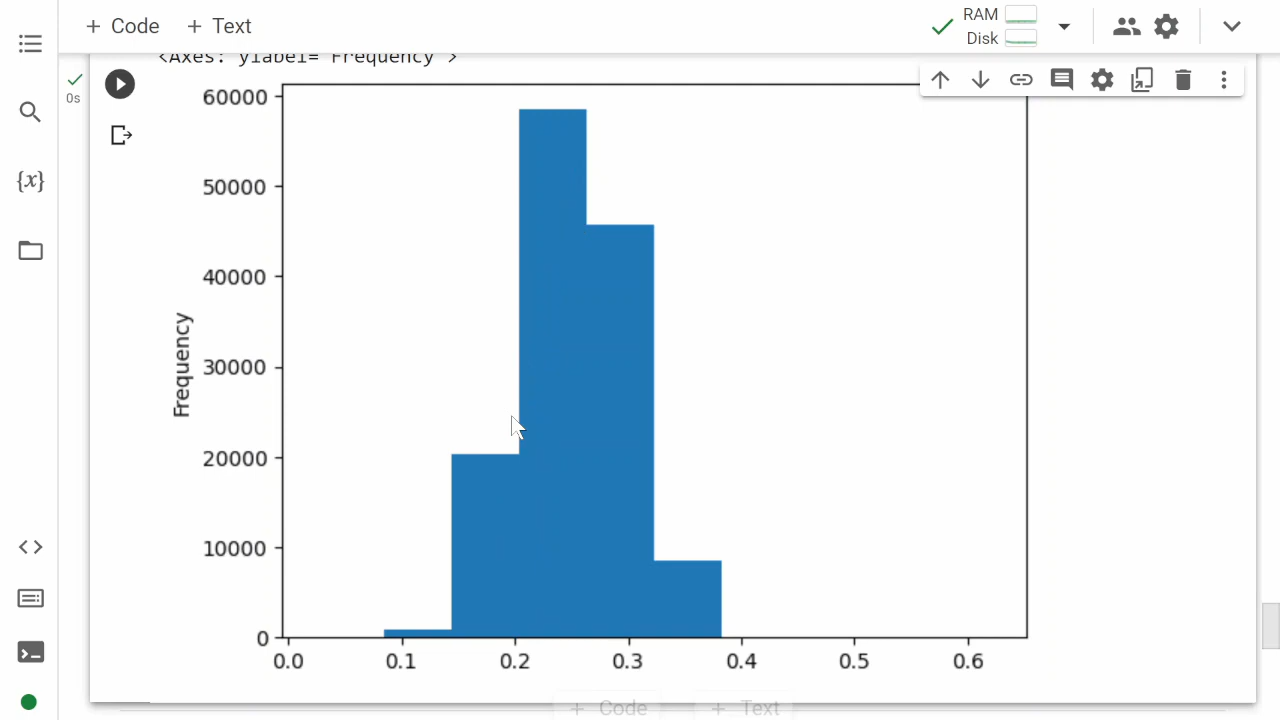 + Code + Text
RAM
Disk
<Axes: ylabel='Frequency'>
0s
{x}
60000
50000
40000
30000
20000
10000
0
Frequency
0.0 0.1 0.2 0.3 0.4 0.5 0.6
+ Code + Text